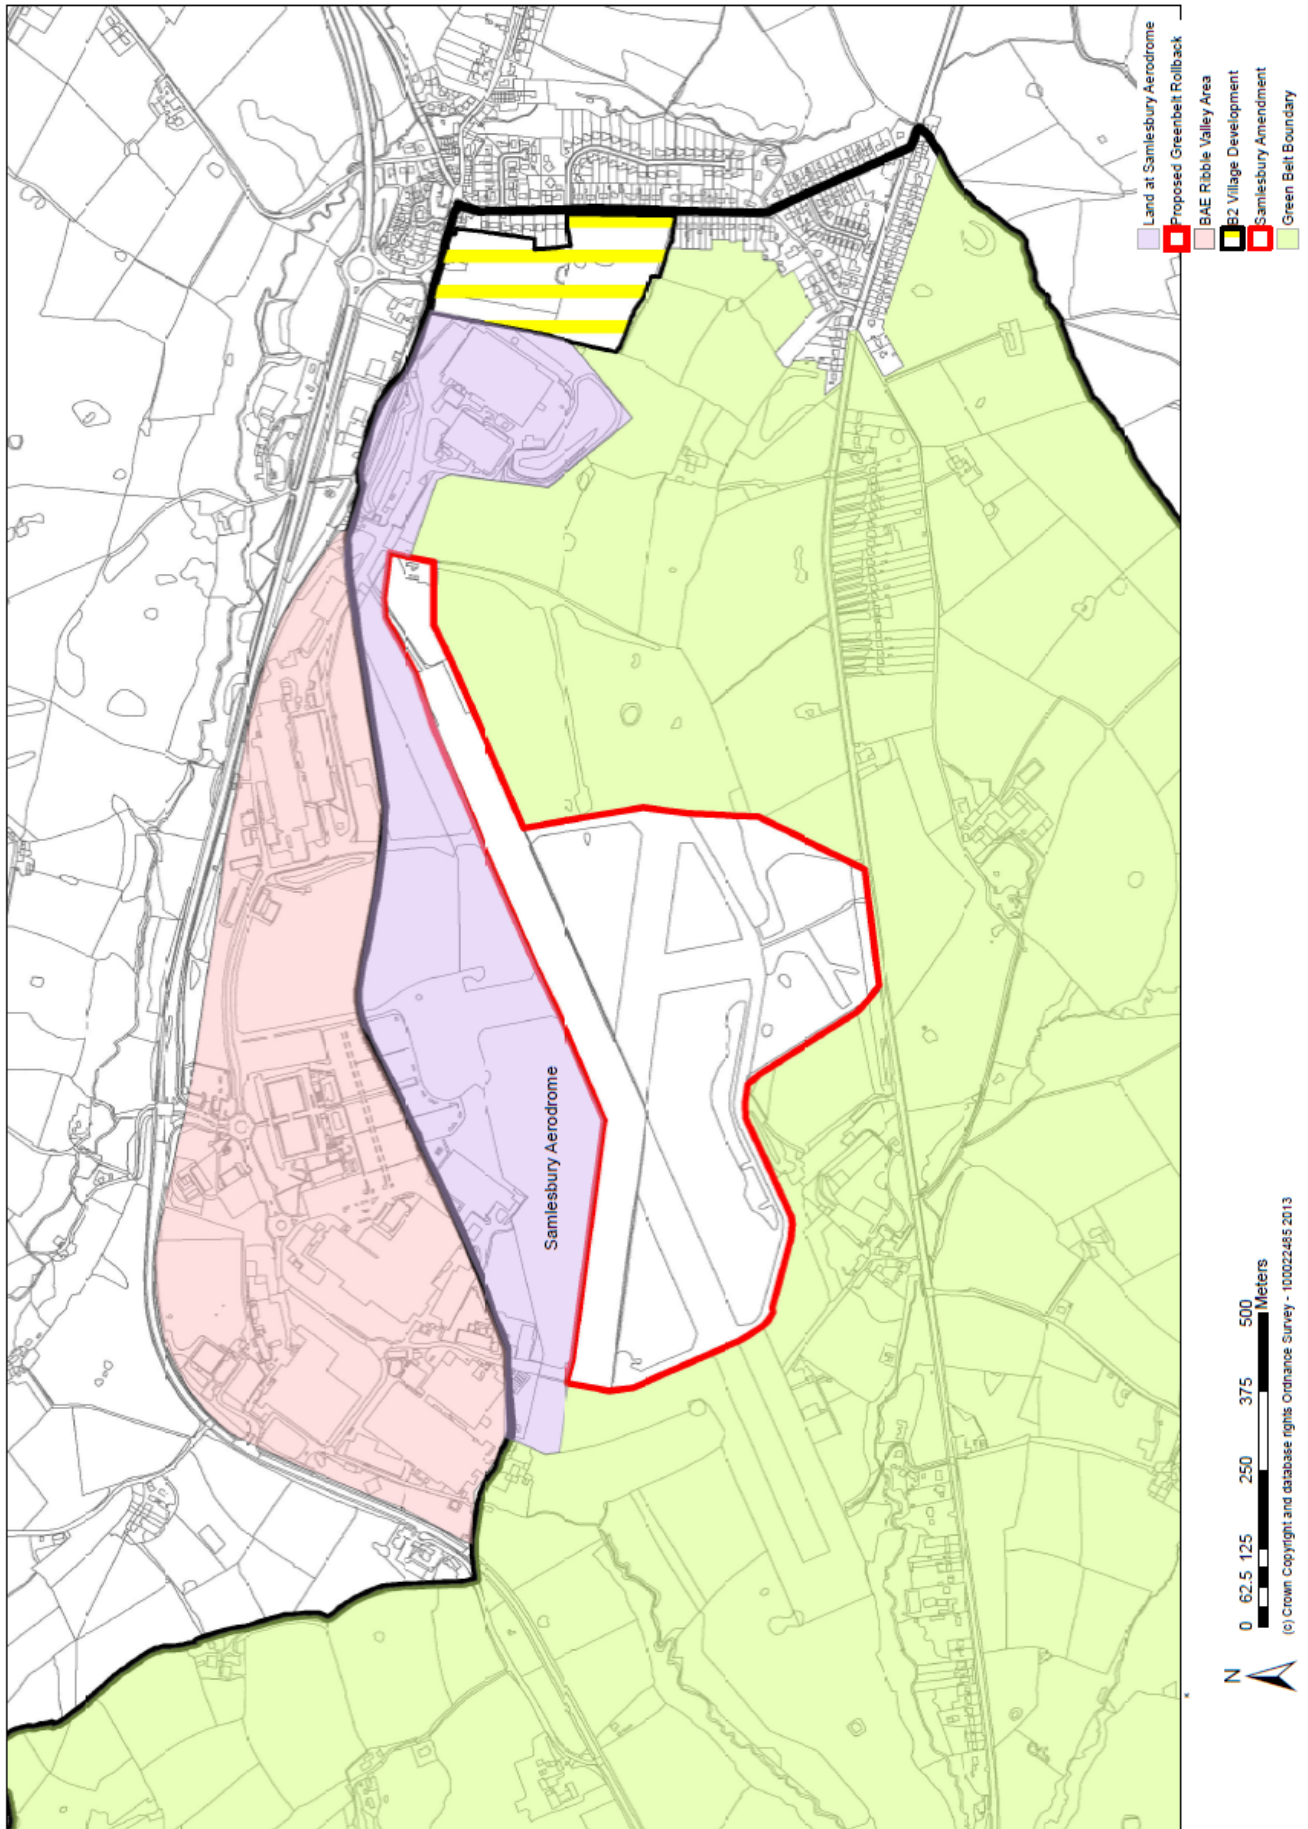 Samlesbury Aerodrome
Land at Samlesbury Aerodrome
Proposed Greenbelt Rollback
BAE Ribble Valley Area
B2 Village Development
Samlesbury Amendment
Green Belt Boundary
N
0 62.5 125 250 375 500
Meters
(c) Crown Copyright and database rights Ordnance Survey - 100022485 2013